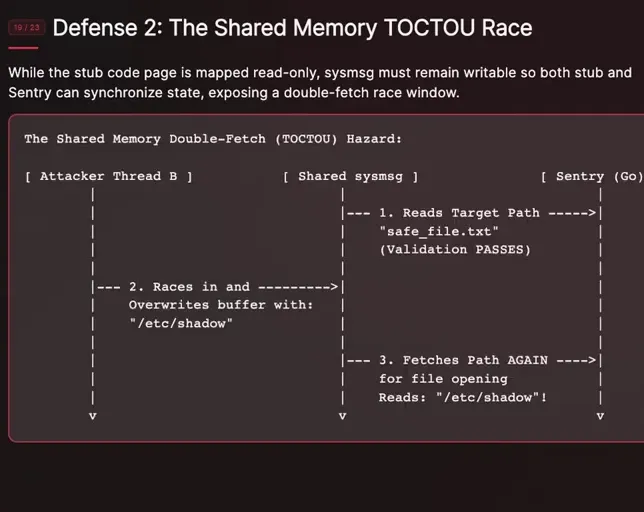 19 / 23
Defense 2: The Shared Memory TOCTOU Race
While the stub code page is mapped read-only, sysmsg must remain writable so both stub and
Sentry can synchronize state, exposing a double-fetch race window.
The Shared Memory Double-Fetch (TOCTOU) Hazard:
[ Attacker Thread B ] [ Shared sysmsg ] [ Sentry (Go)
|--- 1. Reads Target Path ----->|
"safe_file.txt"
(Validation PASSES)
|--- 2. Races in and --------->|
Overwrites buffer with:
"/etc/shadow"
|--- 3. Fetches Path AGAIN ---->|
for file opening
Reads: "/etc/shadow"!
v v v